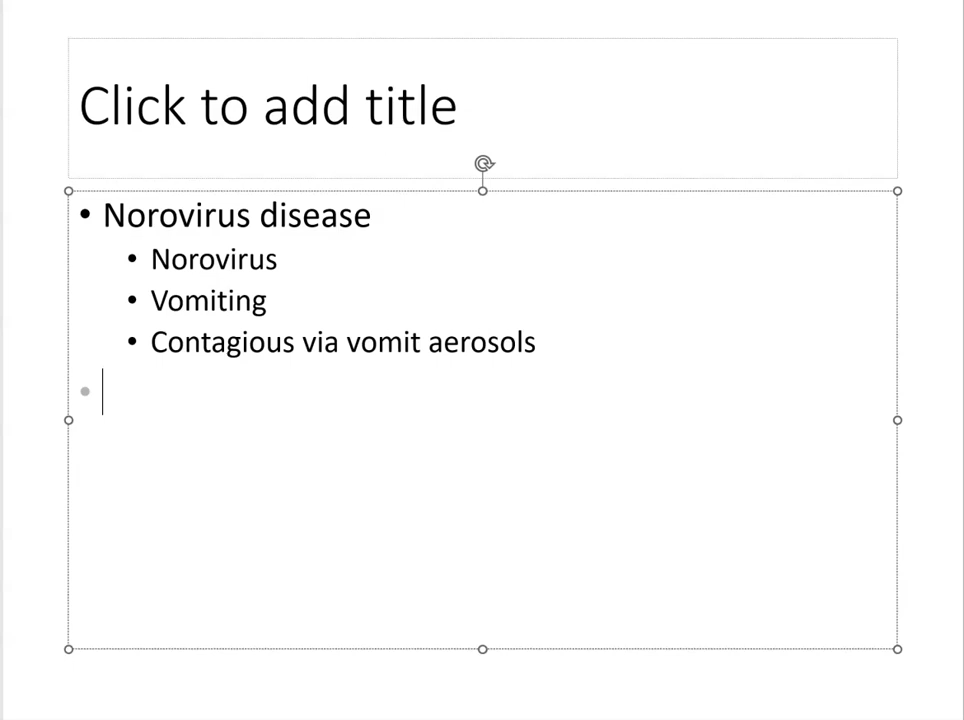 Click to add title
• Norovirus disease
• Norovirus
• Vomiting
• Contagious via vomit aerosols